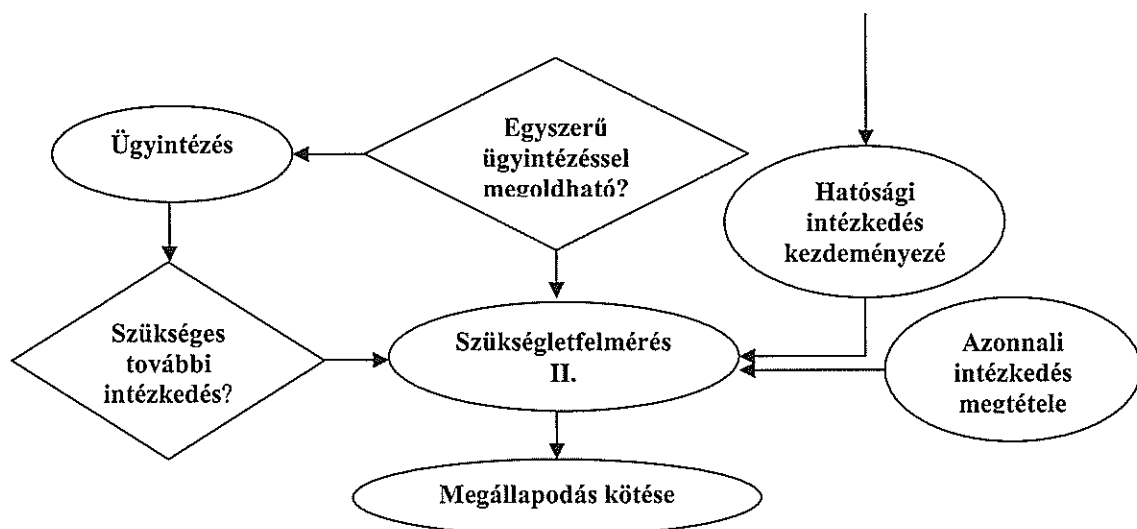 Ügyintézés
Egyszerű
ügyintézéssel
megoldható?
Hatósági
intézkedés
kezdeményezé
Szükséges
további
intézkedés?
Szükségletfelmérés
II.
Azonnali
intézkedés
megtétele
Megállapodás kötése